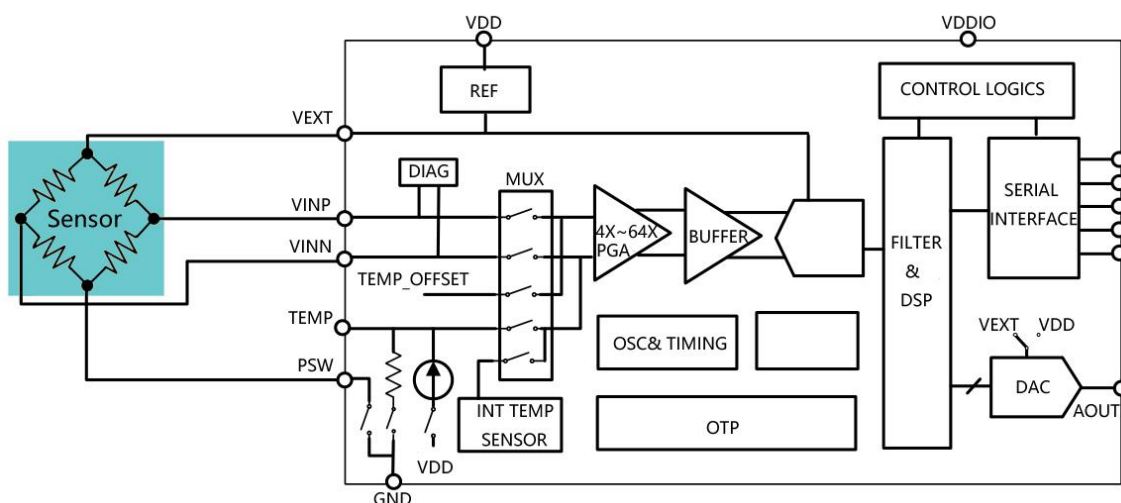 VDD
VDDIO
REF
CONTROL LOGICS
VEXT
DIAG
MUX
Sensor
VINP
SERIAL
INTERFACE
4X~64X
PGA
BUFFER
VINN
FILTER
&
DSP
TEMP_OFFSET
TEMP
OSC& TIMING
VEXT
VDD
PSW
DAC
INT TEMP
SENSOR
OTP
AOUT
VDD
GND